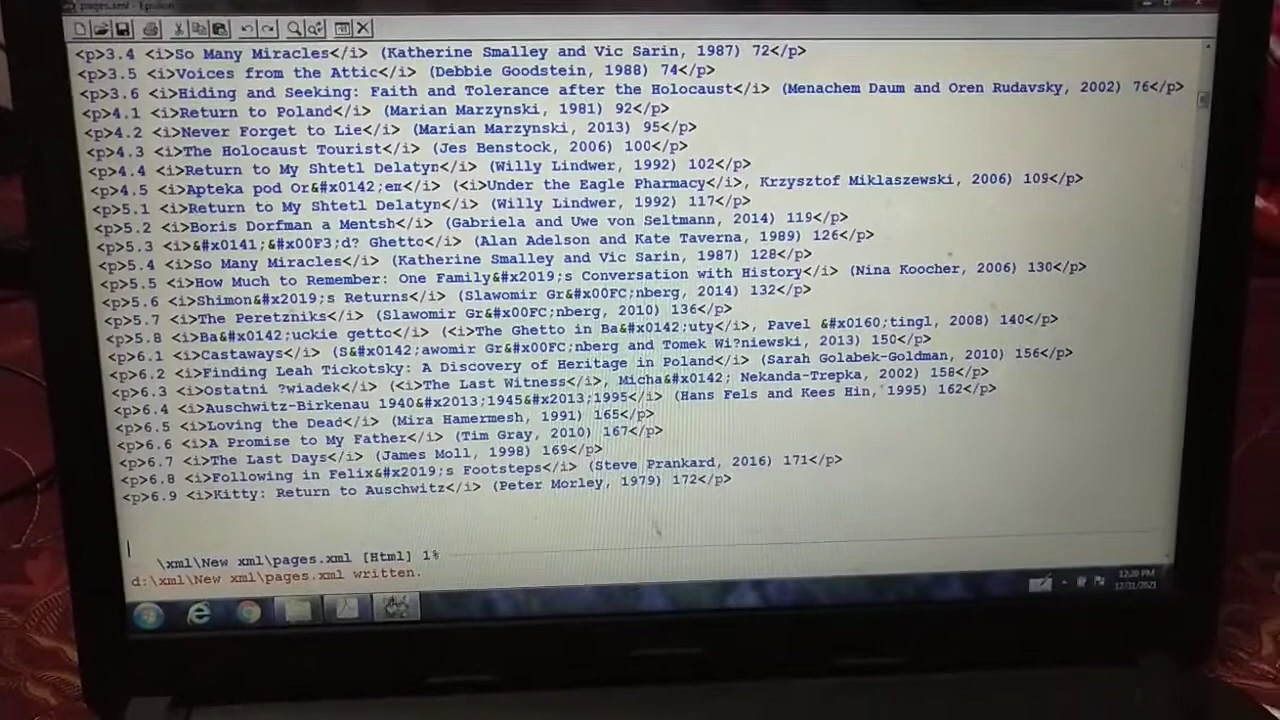 pages.xml - Epsilon
<p>3.4 <i>So Many Miracles</i> (Katherine Smalley and Vic Sarin, 1987) 72</p>
<p>3.5 <i>Voices from the Attic</i> (Debbie Goodstein, 1988) 74</p>
<p>3.6 <i>Hiding and Seeking: Faith and Tolerance after the Holocaust</i> (Menachem Daum and Oren Rudavsky, 2002) 76</p>
<p>4.1 <i>Return to Poland</i> (Marian Marzynski, 1981) 92</p>
<p>4.2 <i>Never Forget to Lie</i> (Marian Marzynski, 2013) 95</p>
<p>4.3 <i>The Holocaust Tourist</i> (Jes Benstock, 2006) 100</p>
<p>4.4 <i>Return to My Shtetl Delatyn</i> (Willy Lindwer, 1992) 102</p>
<p>4.5 <i>Apteka pod Or&#x0142;em</i> (<i>Under the Eagle Pharmacy</i>, Krzysztof Miklaszewski, 2006) 109</p>
<p>5.1 <i>Return to My Shtetl Delatyn</i> (Willy Lindwer, 1992) 117</p>
<p>5.2 <i>Boris Dorfman a Mentsh</i> (Gabriela and Uwe von Seltmann, 2014) 119</p>
<p>5.3 <i>&#x0141;&#x00F3;d? Ghetto</i> (Alan Adelson and Kate Taverna, 1989) 126</p>
<p>5.4 <i>So Many Miracles</i> (Katherine Smalley and Vic Sarin, 1987) 128</p>
<p>5.5 <i>How Much to Remember: One Family&#x2019;s Conversation with History</i> (Nina Koocher, 2006) 130</p>
<p>5.6 <i>Shimon&#x2019;s Returns</i> (Slawomir Gr&#x00FC;nberg, 2014) 132</p>
<p>5.7 <i>The Peretzniks</i> (Slawomir Gr&#x00FC;nberg, 2010) 136</p>
<p>5.8 <i>Ba&#x0142;uckie getto</i> (<i>The Ghetto in Ba&#x0142;uty</i>, Pavel &#x0160;tingl, 2008) 140</p>
<p>6.1 <i>Castaways</i> (S&#x0142;awomir Gr&#x00FC;nberg and Tomek Wi?niewski, 2013) 150</p>
<p>6.2 <i>Finding Leah Tickotsky: A Discovery of Heritage in Poland</i> (Sarah Golabek-Goldman, 2010) 156</p>
<p>6.3 <i>Ostatni ?wiadek</i> (<i>The Last Witness</i>, Micha&#x0142; Nekanda-Trepka, 2002) 158</p>
<p>6.4 <i>Auschwitz-Birkenau 1940&#x2013;1945&#x2013;1995</i> (Hans Fels and Kees Hin, 1995) 162</p>
<p>6.5 <i>Loving the Dead</i> (Mira Hamermesh, 1991) 165</p>
<p>6.6 <i>A Promise to My Father</i> (Tim Gray, 2010) 167</p>
<p>6.7 <i>The Last Days</i> (James Moll, 1998) 169</p>
<p>6.8 <i>Following in Felix&#x2019;s Footsteps</i> (Steve Prankard, 2016) 171</p>
<p>6.9 <i>Kitty: Return to Auschwitz</i> (Peter Morley, 1979) 172</p>
\xml\New xml\pages.xml [Html] 1%
d:\xml\New xml\pages.xml written.
12:20 PM
12/31/2021